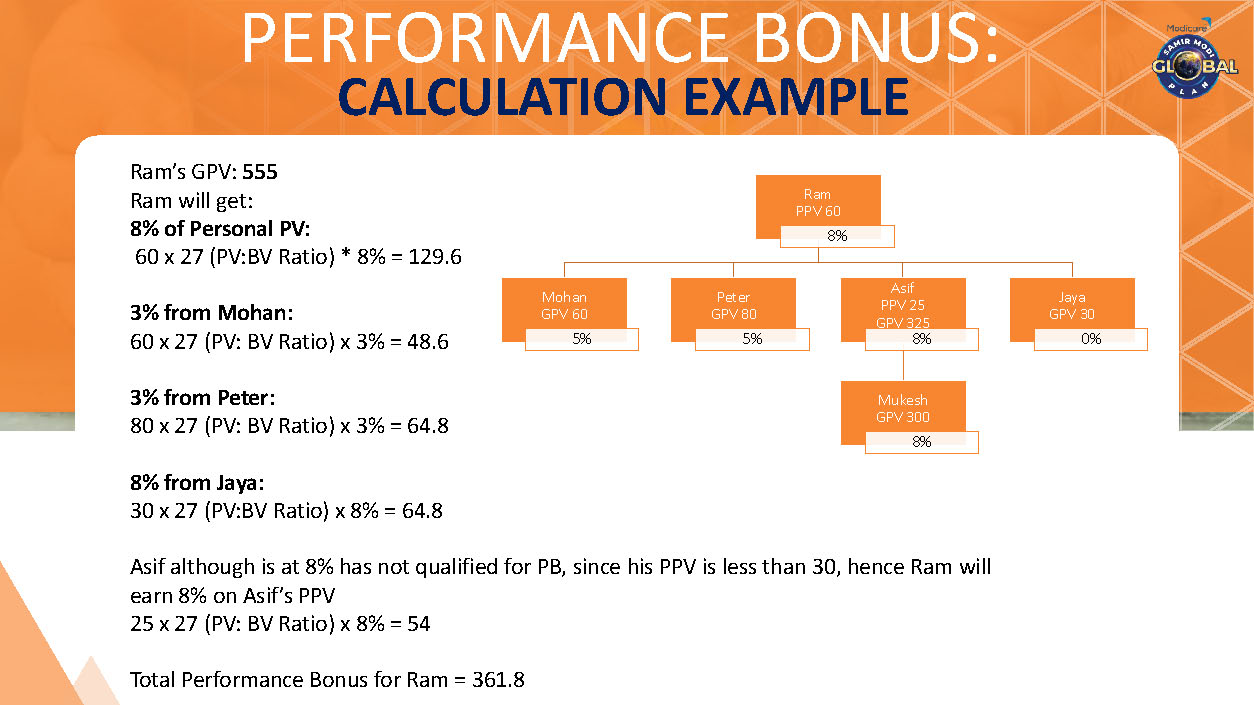 PERFORMANCE BONUS:
CALCULATION EXAMPLE
Modicare
SAMIR MODI
GLOBAL
PLAN
Ram’s GPV: 555
Ram will get:
8% of Personal PV:
60 x 27 (PV:BV Ratio) * 8% = 129.6
3% from Mohan:
60 x 27 (PV: BV Ratio) x 3% = 48.6
3% from Peter:
80 x 27 (PV: BV Ratio) x 3% = 64.8
8% from Jaya:
30 x 27 (PV:BV Ratio) x 8% = 64.8
Asif although is at 8% has not qualified for PB, since his PPV is less than 30, hence Ram will
earn 8% on Asif’s PPV
25 x 27 (PV: BV Ratio) x 8% = 54
Total Performance Bonus for Ram = 361.8
Ram
PPV 60
8%
Mohan
GPV 60
5%
Peter
GPV 80
5%
Asif
PPV 25
GPV 325
8%
Jaya
GPV 30
0%
Mukesh
GPV 300
8%